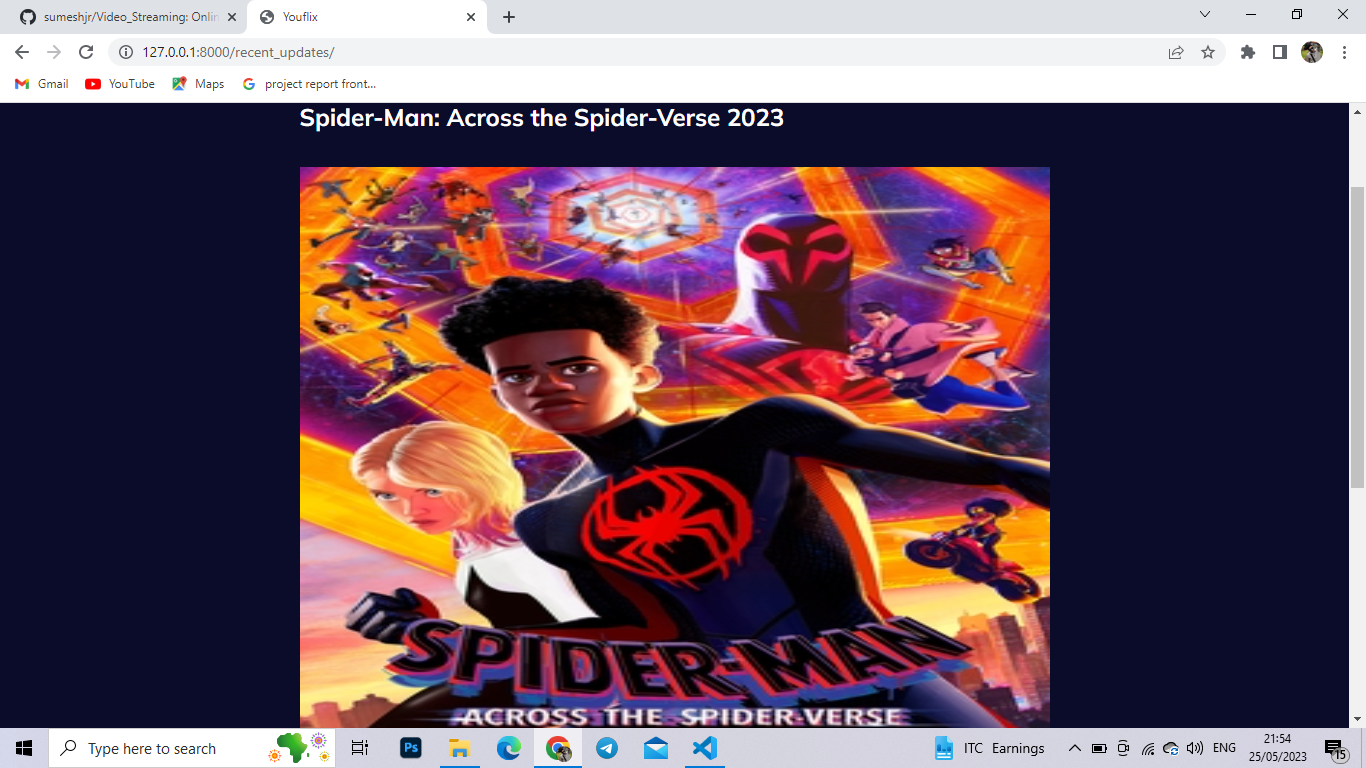 sumeshjr/Video_Streaming: Onlin
Youflix
127.0.0.1:8000/recent_updates/
Gmail
YouTube
Maps
project report front...
Spider-Man: Across the Spider-Verse 2023
SPIDER-MAN
ACROSS THE SPIDER-VERSE
Type here to search
Ps
ITC Earnings
ENG
21:54
25/05/2023
15